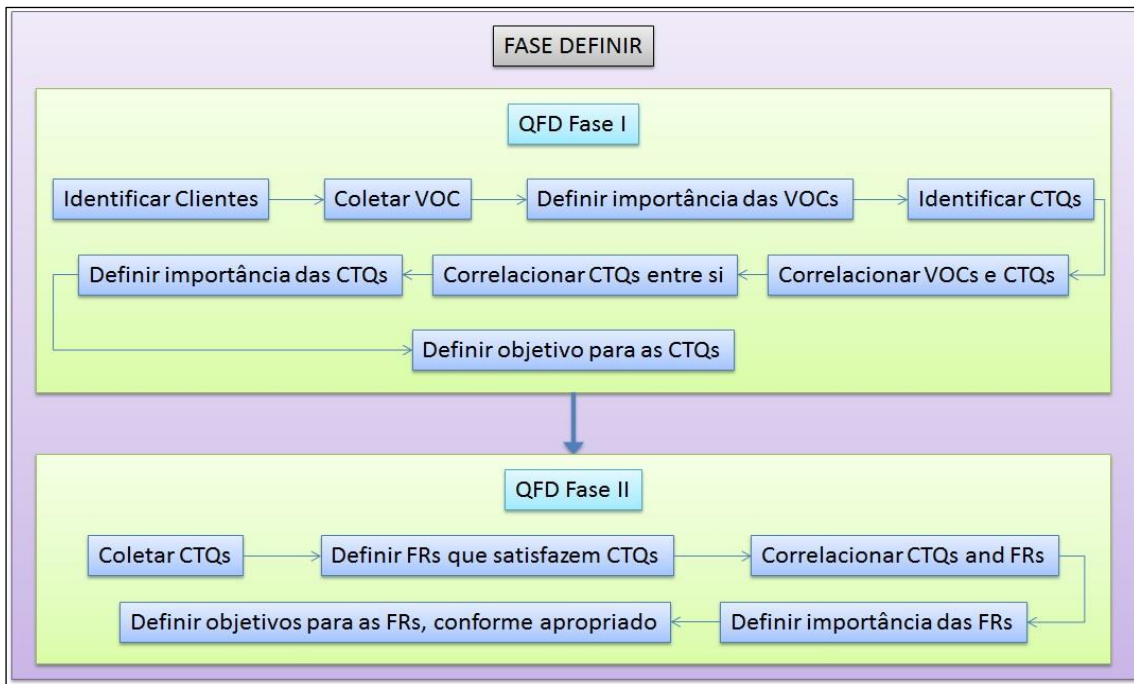 FASE DEFINIR
QFD Fase I
Identificar Clientes
Coletar VOC
Definir importância das VOCs
Identificar CTQs
Correlacionar VOCs e CTQs
Correlacionar CTQs entre si
Definir importância das CTQs
Definir objetivo para as CTQs
QFD Fase II
Coletar CTQs
Definir FRs que satisfazem CTQs
Correlacionar CTQs and FRs
Definir importância das FRs
Definir objetivos para as FRs, conforme apropriado